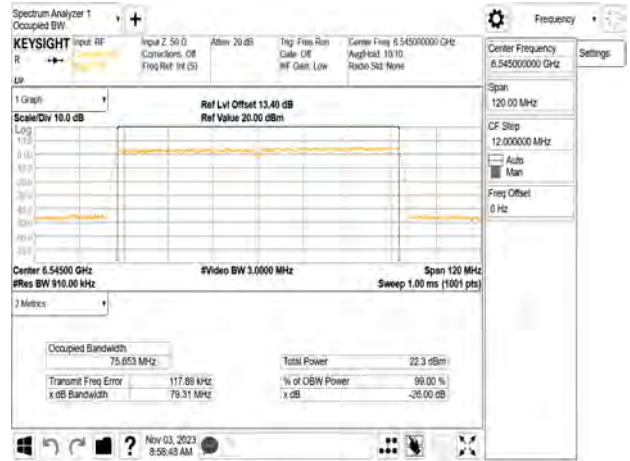 Spectrum Analyzer 1
Occupied BW
Frequency
KEYSIGHT
Input: RF
Input Z: 50 Ω
Corrections: Off
Freq Ref: Int (S)
Atten: 20 dB
Trig: Free Run
Gate: Off
#IF Gain: Low
Center Freq: 6.545000000 GHz
Avg|Hold: 10/10
Radio Std: None
R
Center Frequency
6.545000000 GHz
Settings
Span
120.00 MHz
CF Step
12.000000 MHz
Auto
Man
Freq Offset
0 Hz
1 Graph
Scale/Div 10.0 dB
Ref Lvl Offset 13.40 dB
Ref Value 20.00 dBm
Log
Center 6.54500 GHz
#Res BW 910.00 kHz
#Video BW 3.0000 MHz
Span 120 MHz
Sweep 1.00 ms (1001 pts)
2 Metrics
Occupied Bandwidth
75.653 MHz
Total Power 22.3 dBm
Transmit Freq Error 117.89 kHz
% of OBW Power 99.00 %
x dB Bandwidth 79.31 MHz
x dB -26.00 dB
?
Nov 03, 2023
8:58:48 AM